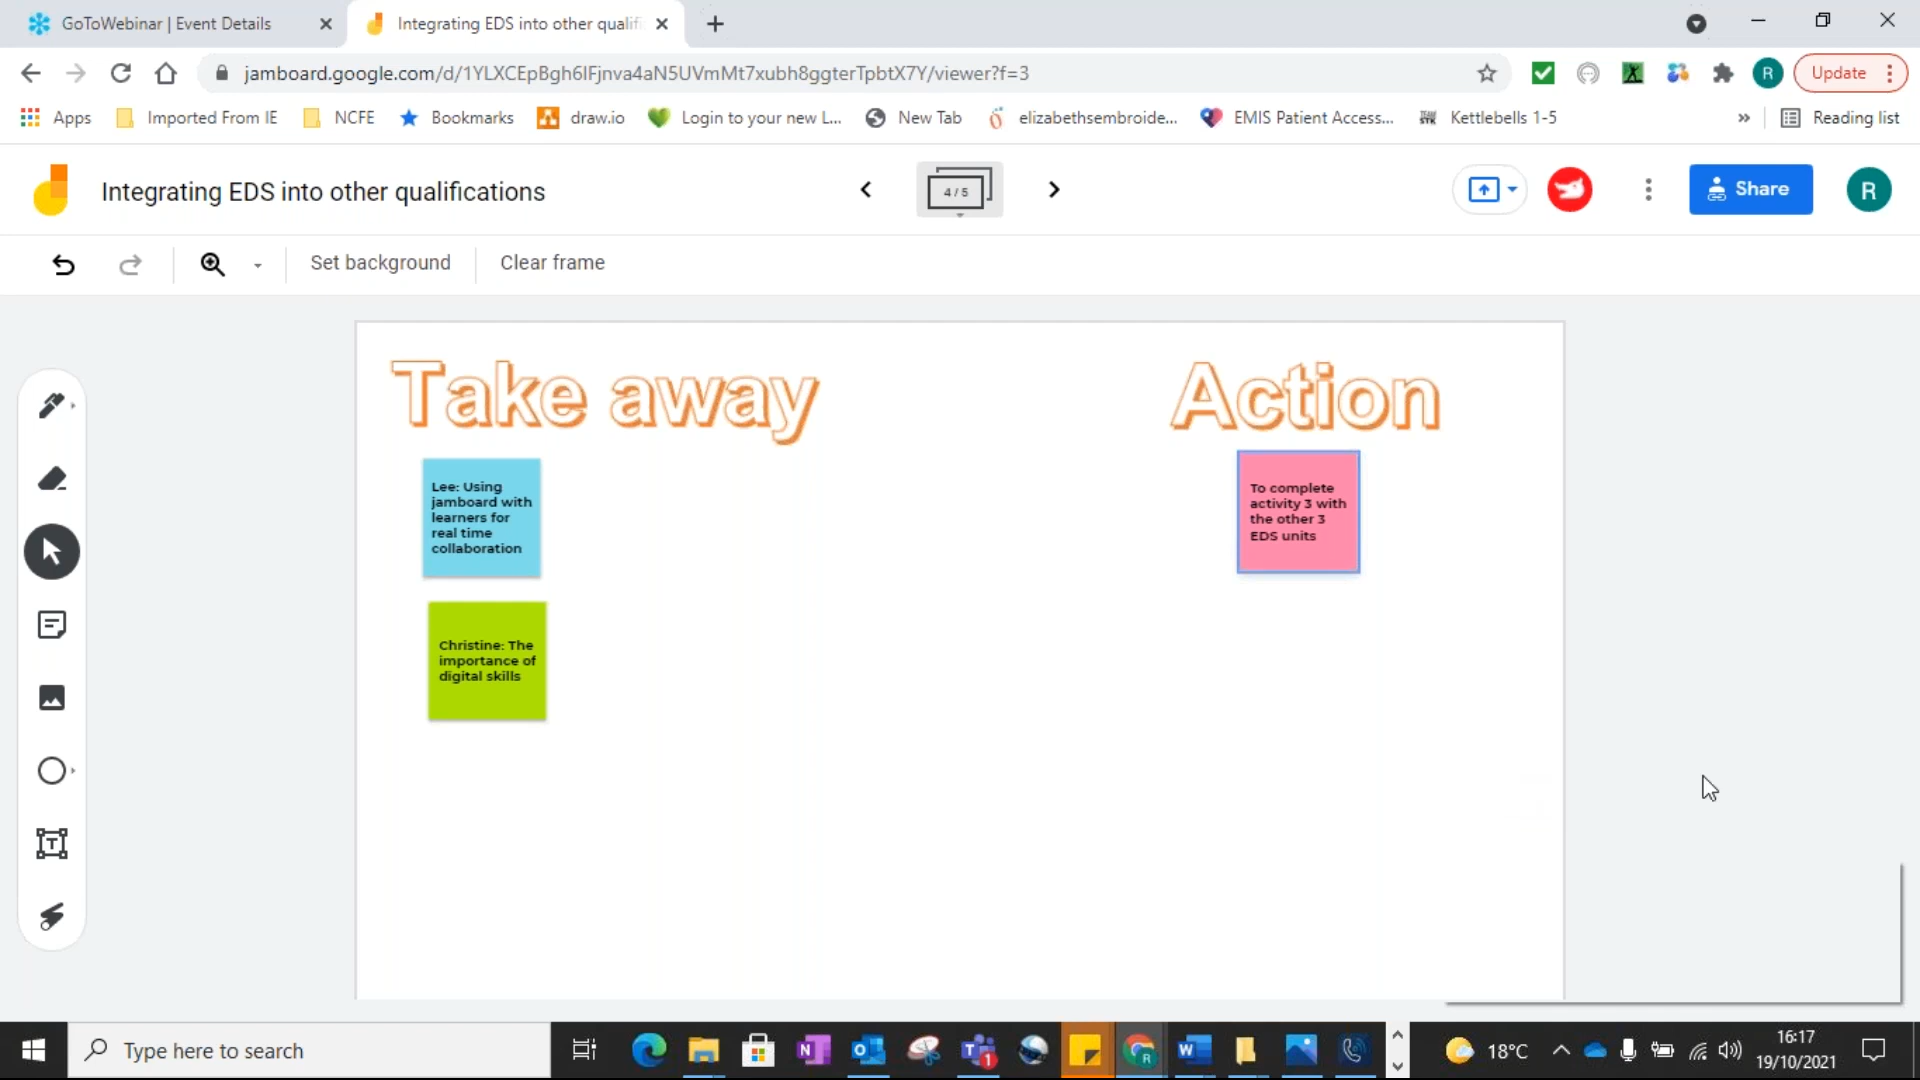 GoToWebinar | Event Details
Integrating EDS into other qualifi
jamboard.google.com/d/1YLXCEpBgh6lFjnva4aN5UVmMt7xubh8ggterTpbtX7Y/viewer?f=3
R
Update
Apps
Imported From IE
NCFE
Bookmarks
draw.io
Login to your new L...
New Tab
elizabethsembroide...
EMIS Patient Access...
Kettlebells 1-5
»
Reading list
Integrating EDS into other qualifications
4 / 5
Share
R
Set background
Clear frame
Take away
Action
Lee: Using
jamboard with
learners for
real time
collaboration
To complete
activity 3 with
the other 3
EDS units
Christine: The
importance of
digital skills
Type here to search
1
R
18°C
16:17
19/10/2021